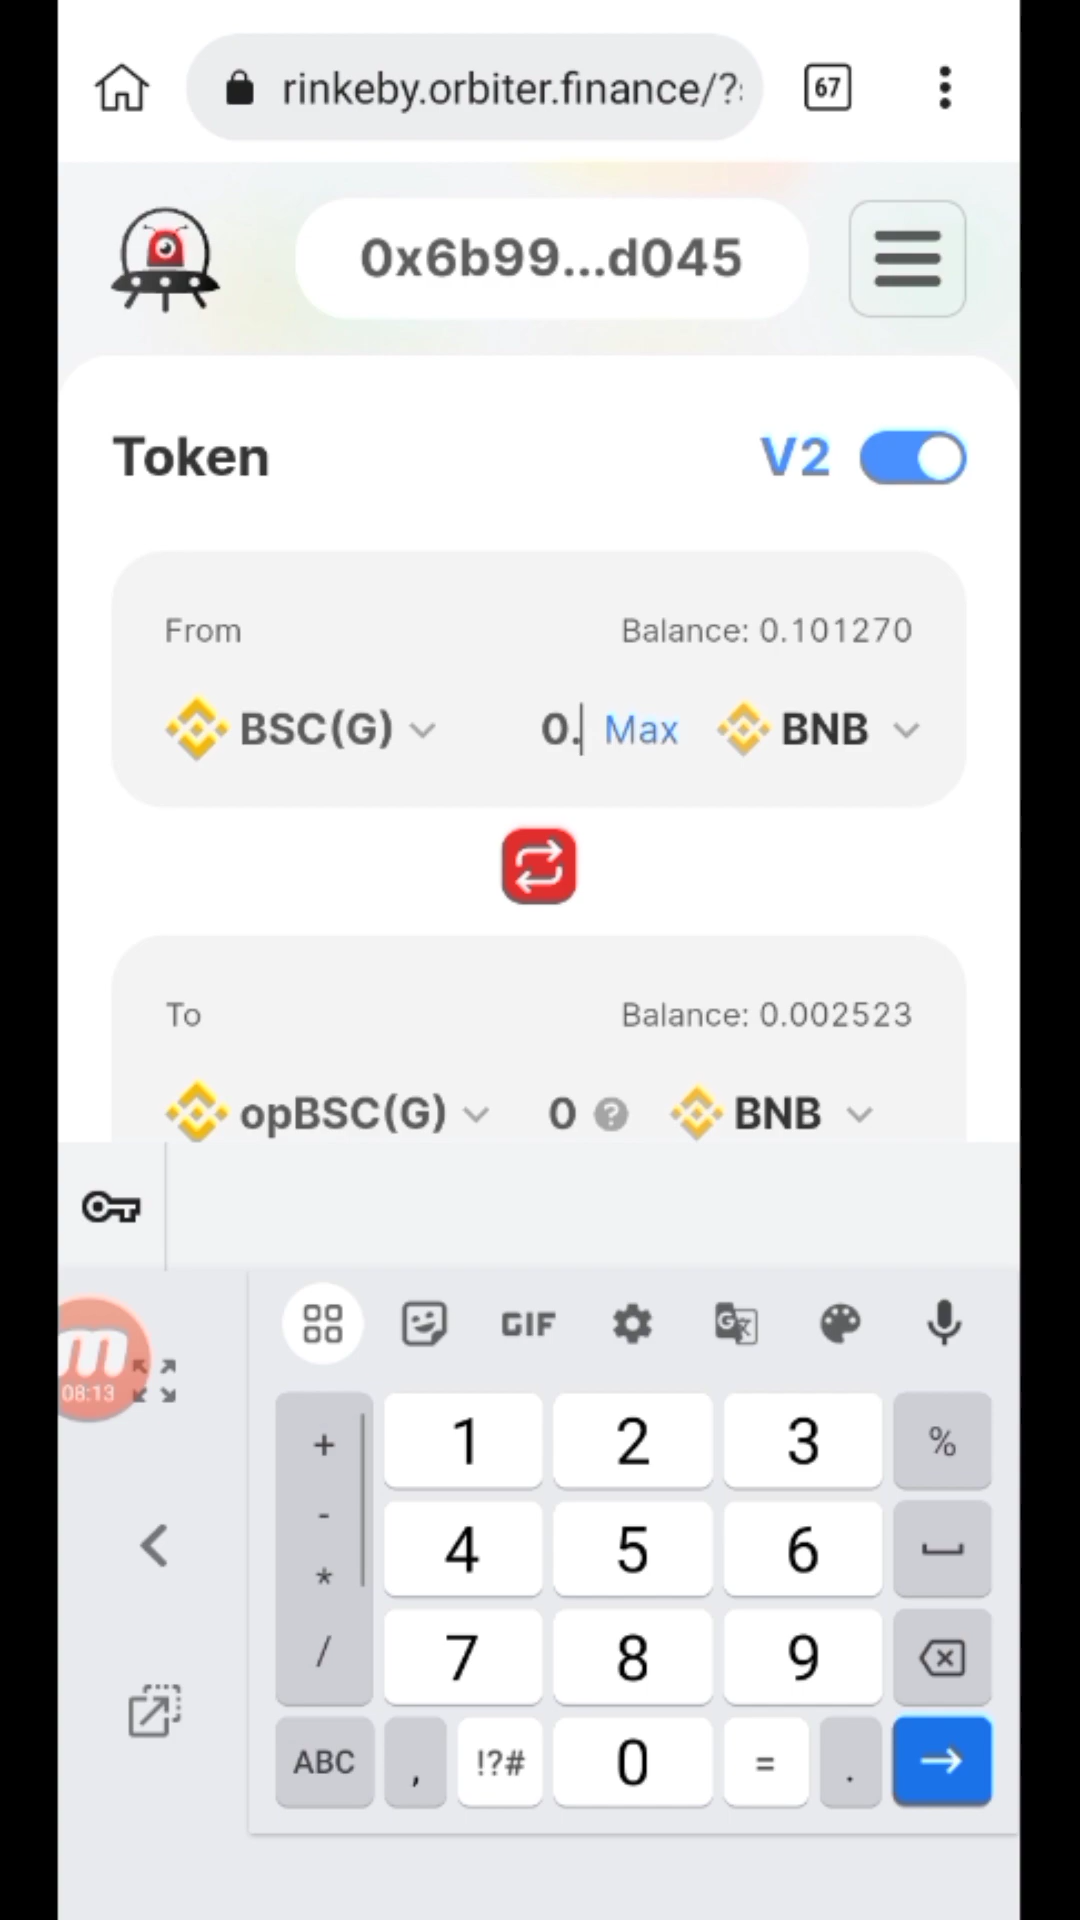 rinkeby.orbiter.finance/?
67
0x6b99...d045
Token
V2
From
Balance: 0.101270
BSC(G)
0.
Max
BNB
To
Balance: 0.002523
opBSC(G)
0
?
BNB
GIF
G
08:13
+
1
2
3
%
-
4
5
6
*
/
7
8
9
ABC
,
!?#
0
=
.